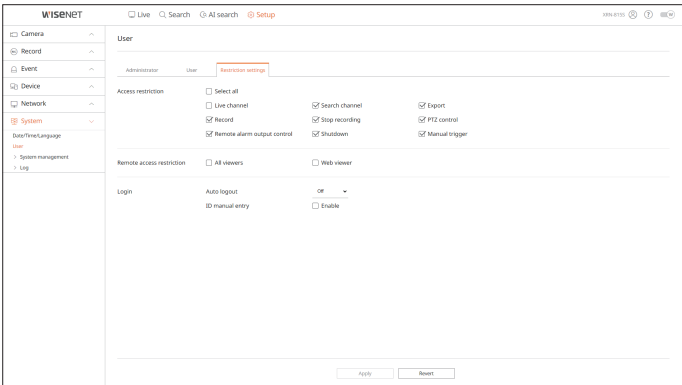 WISENET
Live Search AI search Setup
XRN-6410S
Camera
Record
Event
Device
Network
System
Date/Time/Language
User
> System management
> Log
User
Administrator User Restriction settings
Access restriction Select all
Live channel Search channel Export
Record Stop recording PTZ control
Remote alarm output control Shutdown Manual trigger
Remote access restriction All viewers Web viewer
Login Auto logout Off
ID manual entry Enable
Apply Revert